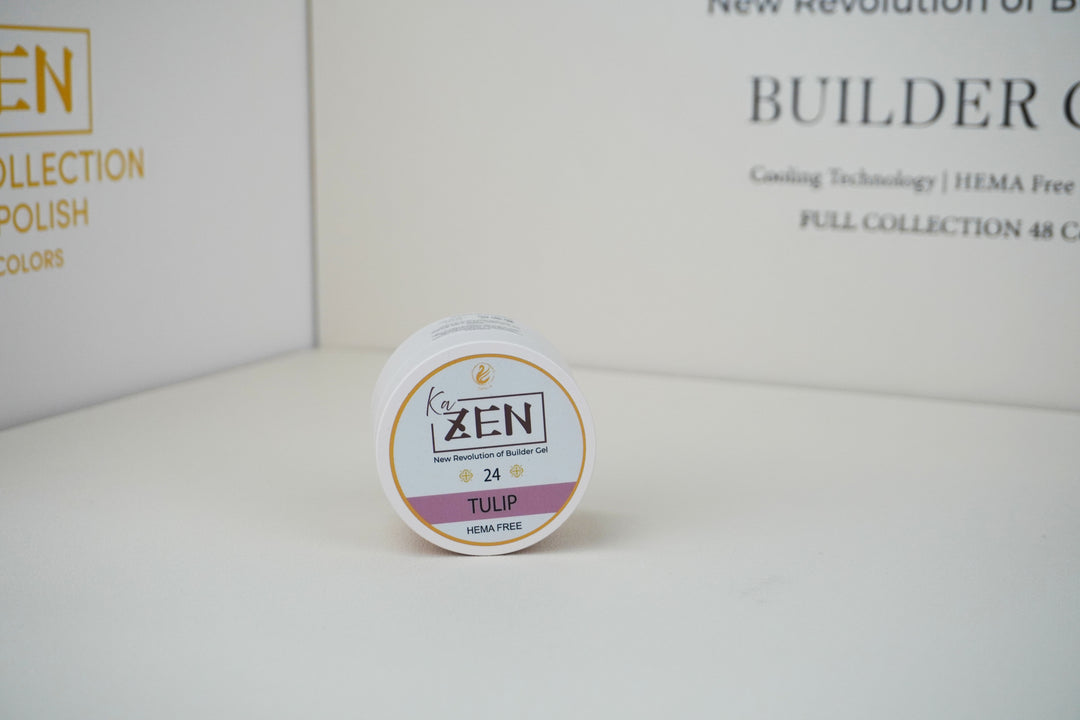 EN
OLLECTION
POLISH
COLORS
New Revolution of B
BUILDER G
Cooling Technology | HEMA Free
FULL COLLECTION 48 Co
Ka
ZEN
New Revolution of Builder Gel
24
TULIP
HEMA FREE